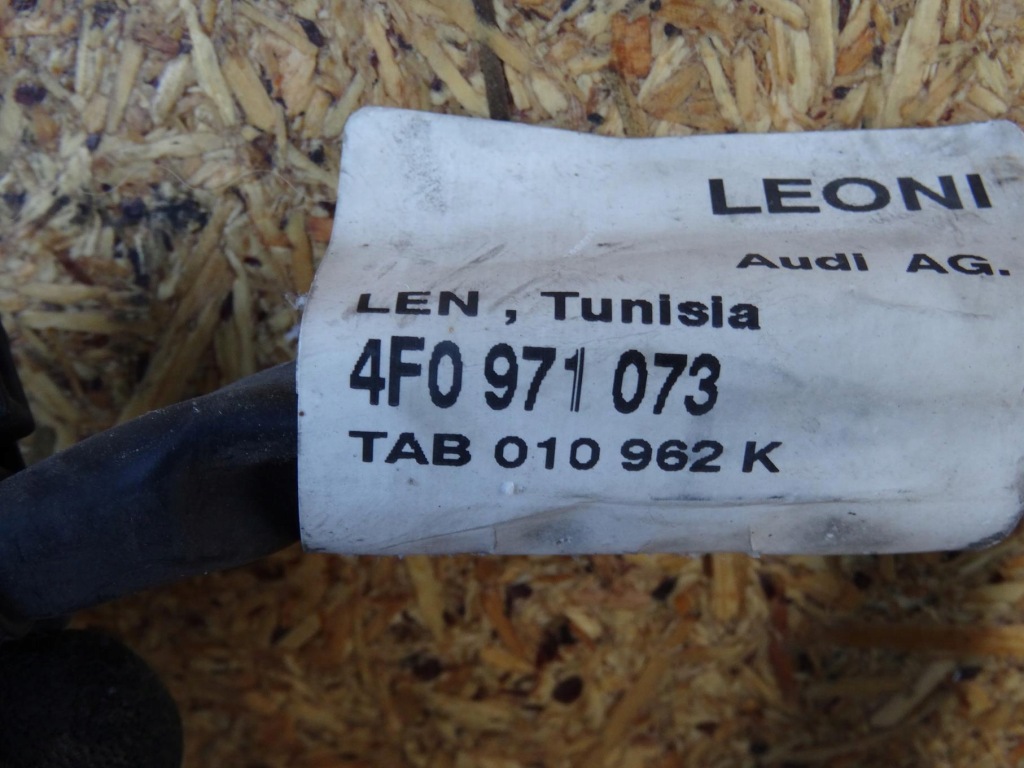 LEONI
Audi AG.
LEN , Tunisia
4F0 971 073
TAB 010 962 K